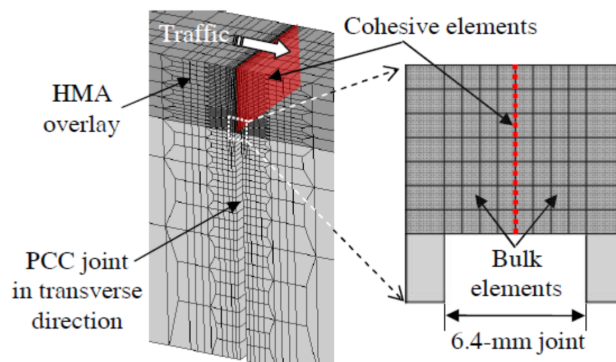 Traffic
Cohesive elements
HMA
overlay
PCC joint
in transverse
direction
Bulk
elements
6.4-mm joint